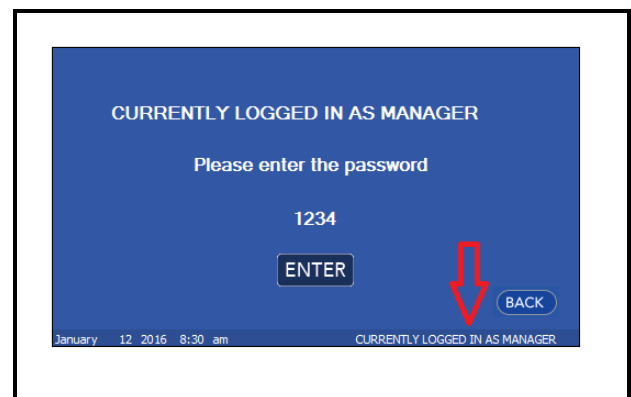 CURRENTLY LOGGED IN AS MANAGER
Please enter the password
1234
ENTER
BACK
January 12 2016 8:30 am CURRENTLY LOGGED IN AS MANAGER